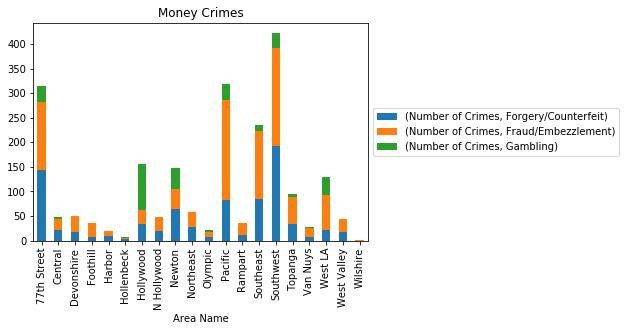 Money Crimes
400
350
300
250
200
150
100
50
0
77th Street
Central
Devonshire
Foothill
Harbor
Hollenbeck
Hollywood
N Hollywood
Newton
Northeast
Olympic
Pacific
Rampart
Southeast
Southwest
Topanga
Van Nuys
West LA
West Valley
Wilshire
Area Name
(Number of Crimes, Forgery/Counterfeit)
(Number of Crimes, Fraud/Embezzlement)
(Number of Crimes, Gambling)